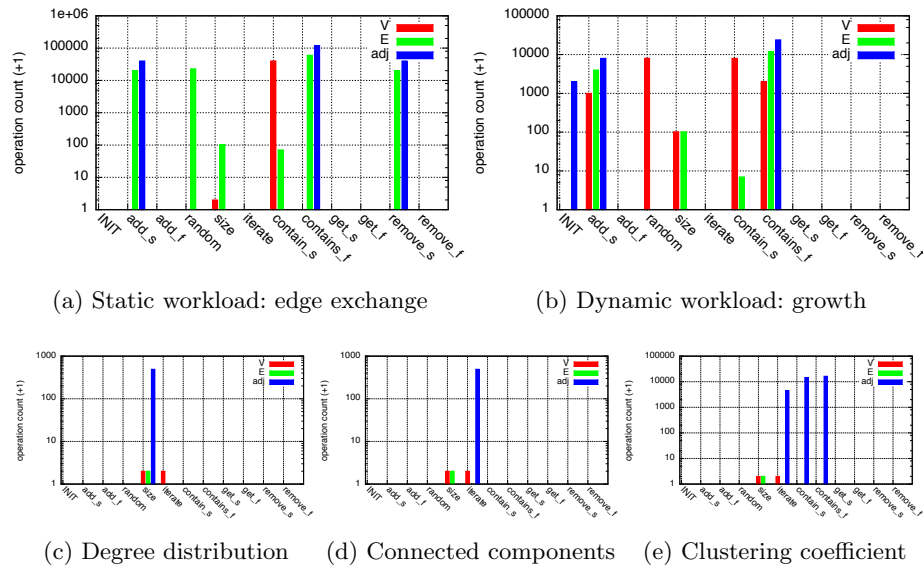 1e+06
100000
10000
1000
100
10
1
operation count (+1)
V
E
adj
INIT
add_s
add_f
random
size
iterate
contain_s
contains_f
get_s
get_f
remove_s
remove_f
(a) Static workload: edge exchange
100000
10000
1000
100
10
1
operation count (+1)
V
E
adj
INIT
add_s
add_f
random
size
iterate
contain_s
contains_f
get_s
get_f
remove_s
remove_f
(b) Dynamic workload: growth
1000
100
10
1
operation count (+1)
V
E
adj
INIT
add_s
add_f
random
size
iterate
contain_s
contains_f
get_s
get_f
remove_s
remove_f
(c) Degree distribution
1000
100
10
1
operation count (+1)
V
E
adj
INIT
add_s
add_f
random
size
iterate
contain_s
contains_f
get_s
get_f
remove_s
remove_f
(d) Connected components
100000
10000
1000
100
10
1
operation count (+1)
V
E
adj
INIT
add_s
add_f
random
size
iterate
contain_s
contains_f
get_s
get_f
remove_s
remove_f
(e) Clustering coefficient